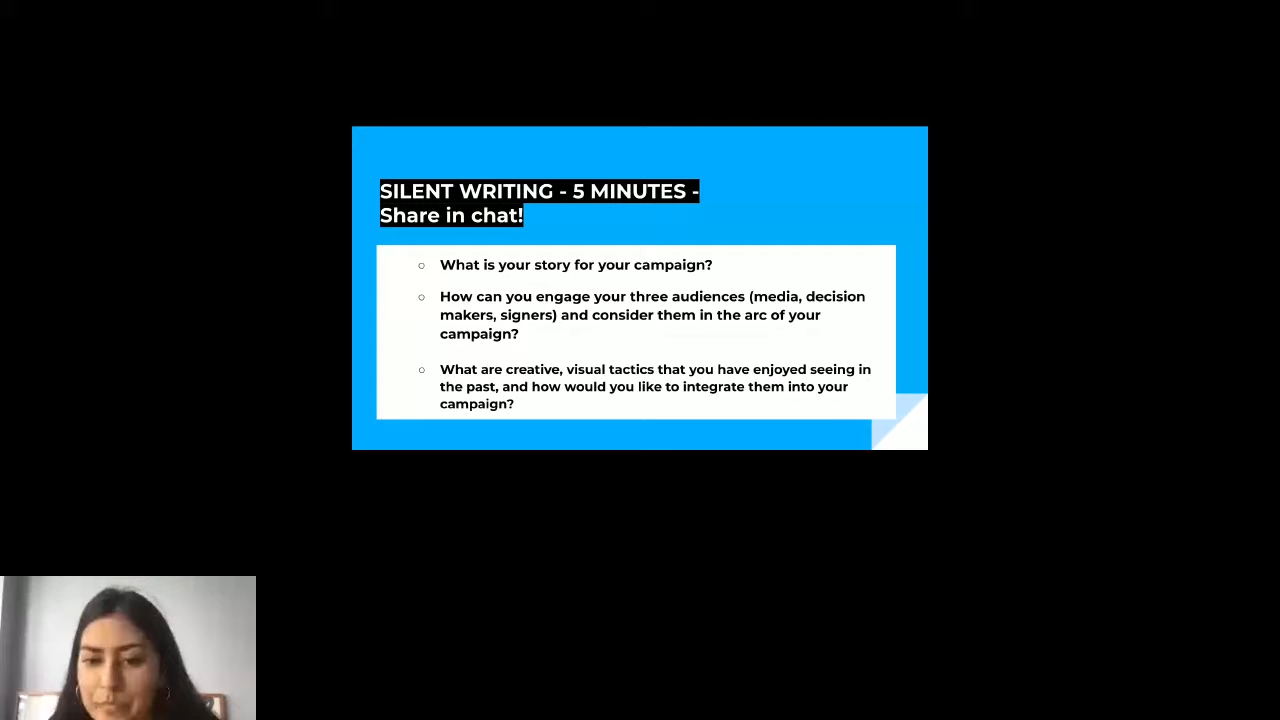 SILENT WRITING - 5 MINUTES -
Share in chat!
○ What is your story for your campaign?
○ How can you engage your three audiences (media, decision
makers, signers) and consider them in the arc of your
campaign?
○ What are creative, visual tactics that you have enjoyed seeing in
the past, and how would you like to integrate them into your
campaign?